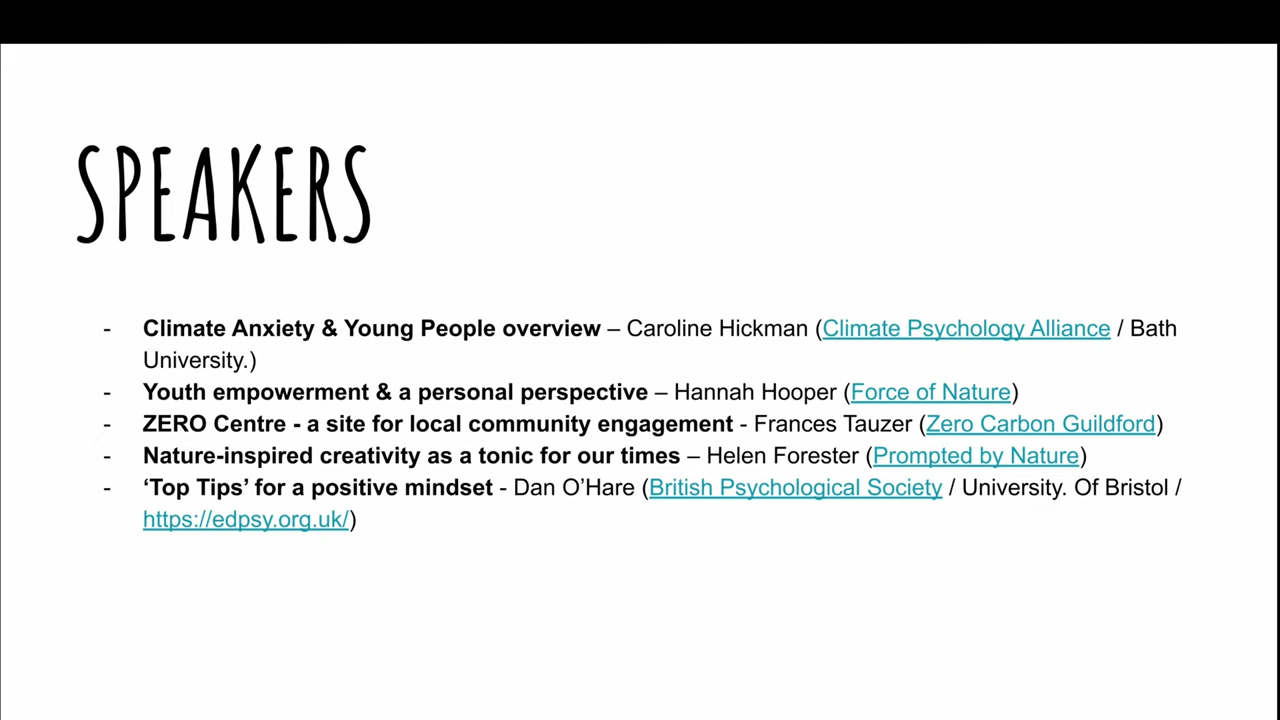 SPEAKERS
- Climate Anxiety & Young People overview – Caroline Hickman (Climate Psychology Alliance / Bath
University.)
- Youth empowerment & a personal perspective – Hannah Hooper (Force of Nature)
- ZERO Centre - a site for local community engagement - Frances Tauzer (Zero Carbon Guildford)
- Nature-inspired creativity as a tonic for our times – Helen Forester (Prompted by Nature)
- ‘Top Tips’ for a positive mindset - Dan O’Hare (British Psychological Society / University. Of Bristol /
https://edpsy.org.uk/)